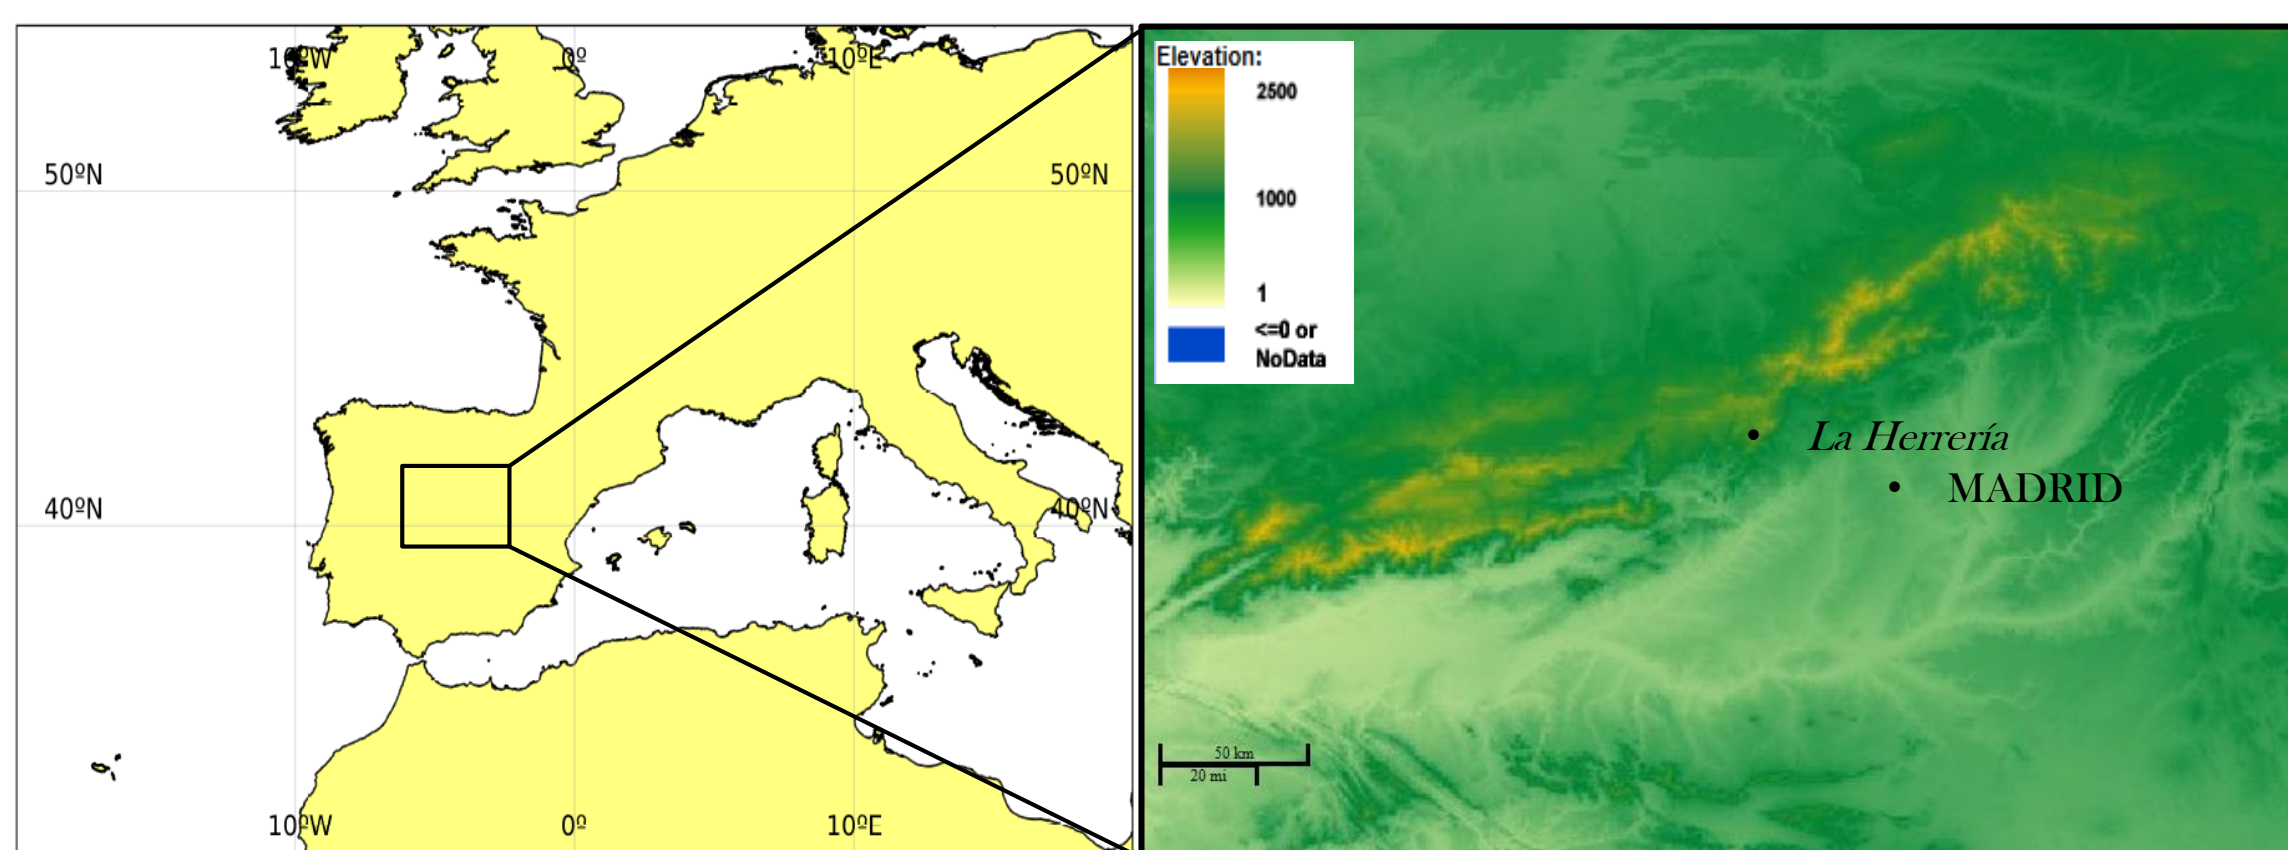 10ºW 0º 10ºE
50ºN 50ºN
40ºN 40ºN
10ºW 0º 10ºE
Elevation:
2500
1000
1
<=0 or
NoData
La Herrería
MADRID
50 km
20 mi